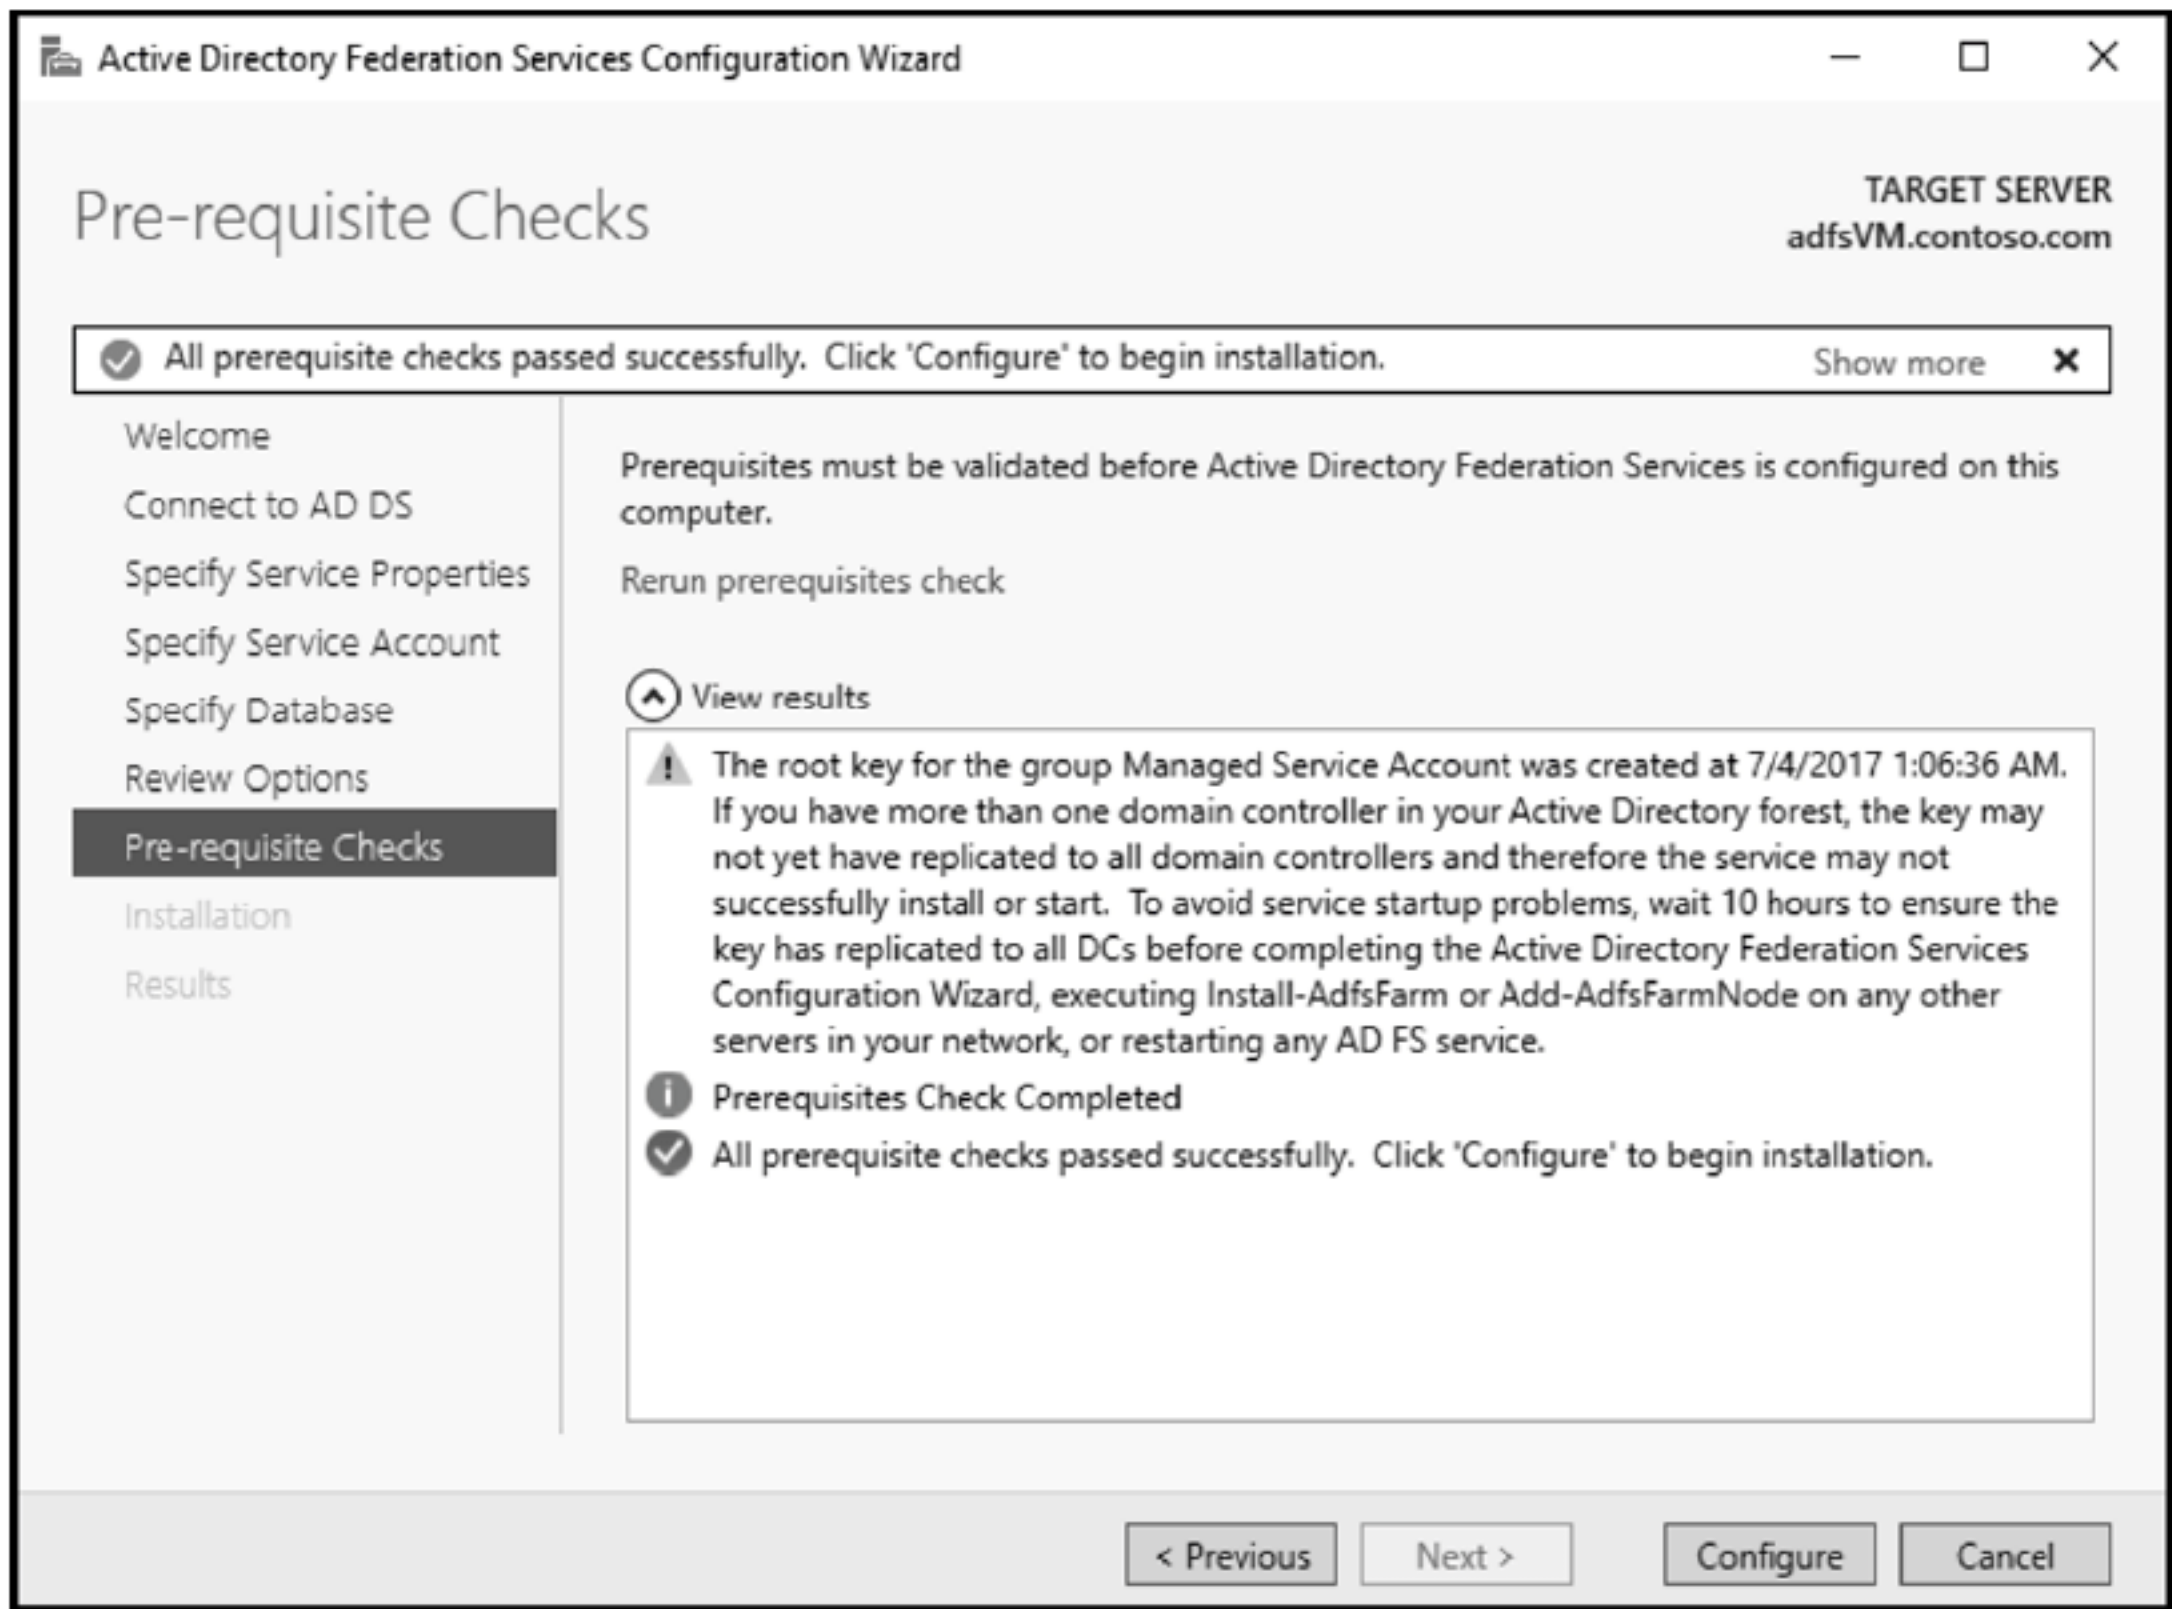 Active Directory Federation Services Configuration Wizard
Pre-requisite Checks
TARGET SERVER
adfsVM.contoso.com
All prerequisite checks passed successfully.  Click 'Configure' to begin installation.
Show more
Welcome
Connect to AD DS
Specify Service Properties
Specify Service Account
Specify Database
Review Options
Pre-requisite Checks
Installation
Results
Prerequisites must be validated before Active Directory Federation Services is configured on this
computer.
Rerun prerequisites check
View results
The root key for the group Managed Service Account was created at 7/4/2017 1:06:36 AM.
If you have more than one domain controller in your Active Directory forest, the key may
not yet have replicated to all domain controllers and therefore the service may not
successfully install or start.  To avoid service startup problems, wait 10 hours to ensure the
key has replicated to all DCs before completing the Active Directory Federation Services
Configuration Wizard, executing Install-AdfsFarm or Add-AdfsFarmNode on any other
servers in your network, or restarting any AD FS service.
Prerequisites Check Completed
All prerequisite checks passed successfully.  Click 'Configure' to begin installation.
< Previous
Next >
Configure
Cancel